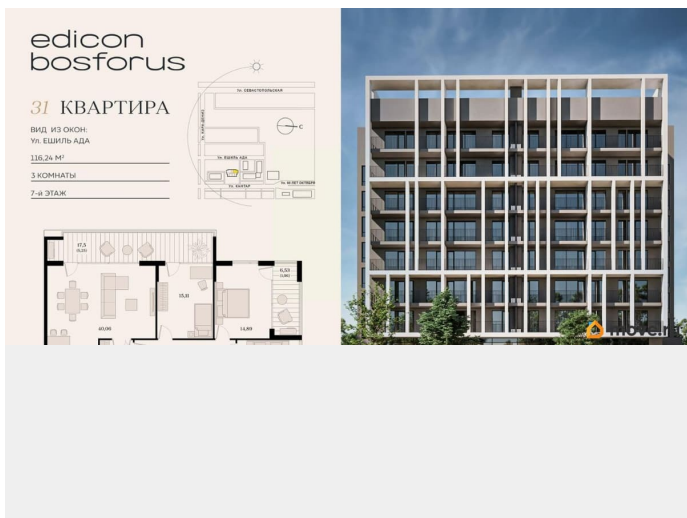 edicon
bosforus
31 КВАРТИРА
ВИД ИЗ ОКОН:
Ул. ЕШИЛЬ АДА
116,24 М²
3 КОМНАТЫ
7-й ЭТАЖ
Ул. СЕВАСТОПОЛЬСКАЯ
С
Ул. ЕШИЛЬ АДА
17,5
6,53
15,11
40,06
14,89
move.ru